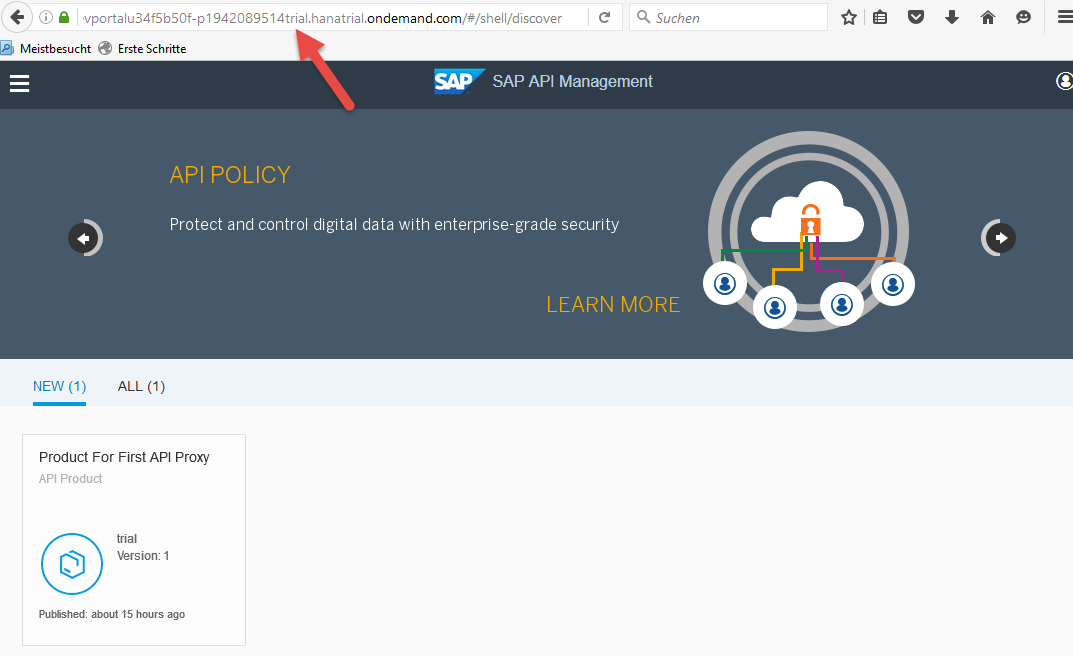 vportalu34f5b50f-p1942089514trial.hanatrial.ondemand.com/#/shell/discover
Suchen
Meistbesucht
Erste Schritte
SAP
SAP API Management
API POLICY
Protect and control digital data with enterprise-grade security
LEARN MORE
NEW (1)
ALL (1)
Product For First API Proxy
API Product
trial
Version: 1
Published: about 15 hours ago